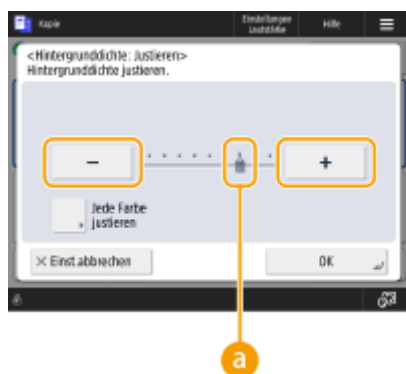 Kopie
Einstellungen Hilfe
Lautstärke
<Hintergrunddichte: Justieren>
Hintergrunddichte justieren.
− +
Jede Farbe
justieren
× Einst.abbrechen OK
a